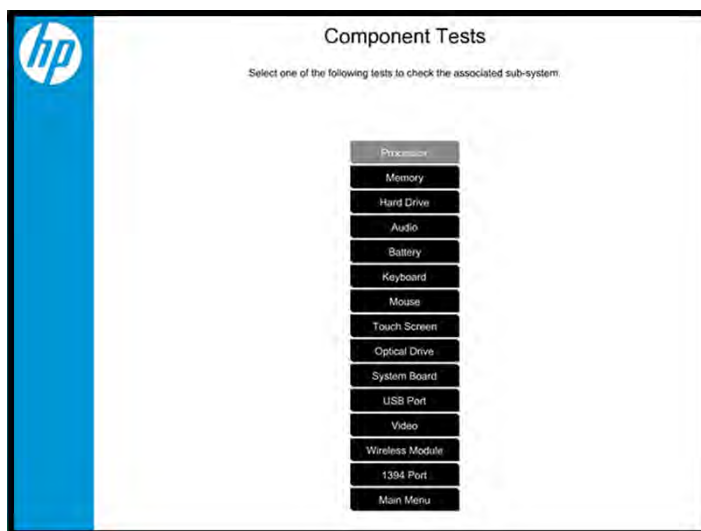 hp
Component Tests
Select one of the following tests to check the associated sub-system.
Processor
Memory
Hard Drive
Audio
Battery
Keyboard
Mouse
Touch Screen
Optical Drive
System Board
USB Port
Video
Wireless Module
1394 Port
Main Menu